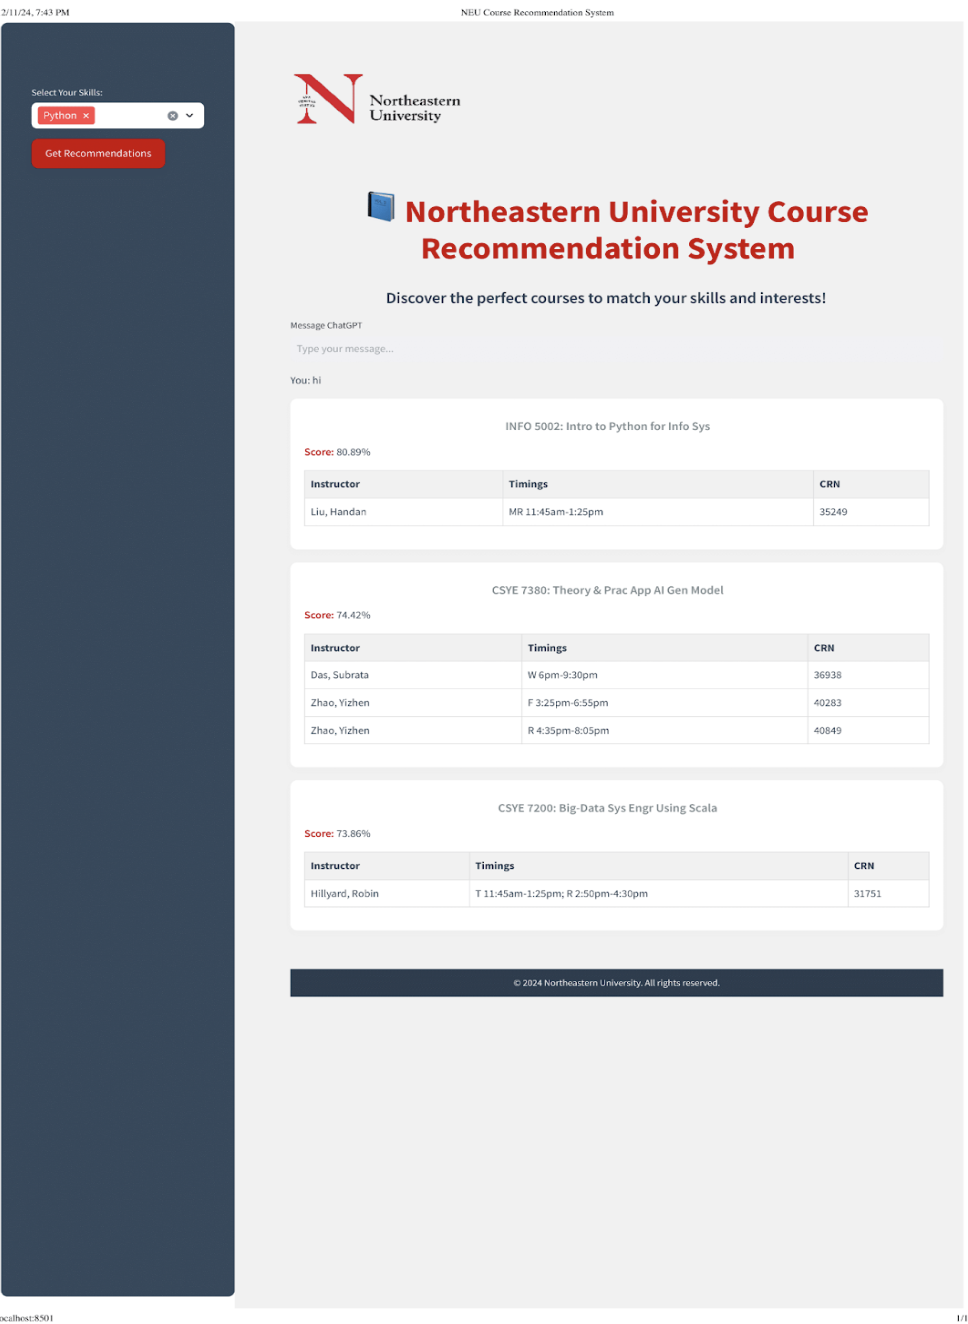 2/11/24, 7:43 PM
NEU Course Recommendation System
Select Your Skills:
Python ×
Get Recommendations
Northeastern
University
Northeastern University Course
Recommendation System
Discover the perfect courses to match your skills and interests!
Message ChatGPT
Type your message...
You: hi
INFO 5002: Intro to Python for Info Sys
Score: 80.89%
Instructor Timings CRN
Liu, Handan MR 11:45am-1:25pm 35249
CSYE 7380: Theory & Prac App AI Gen Model
Score: 74.42%
Instructor Timings CRN
Das, Subrata W 6pm-9:30pm 36938
Zhao, Yizhen F 3:25pm-6:55pm 40283
Zhao, Yizhen R 4:35pm-8:05pm 40849
CSYE 7200: Big-Data Sys Engr Using Scala
Score: 73.86%
Instructor Timings CRN
Hillyard, Robin T 11:45am-1:25pm; R 2:50pm-4:30pm 31751
© 2024 Northeastern University. All rights reserved.
ocalhost:8501
1/1